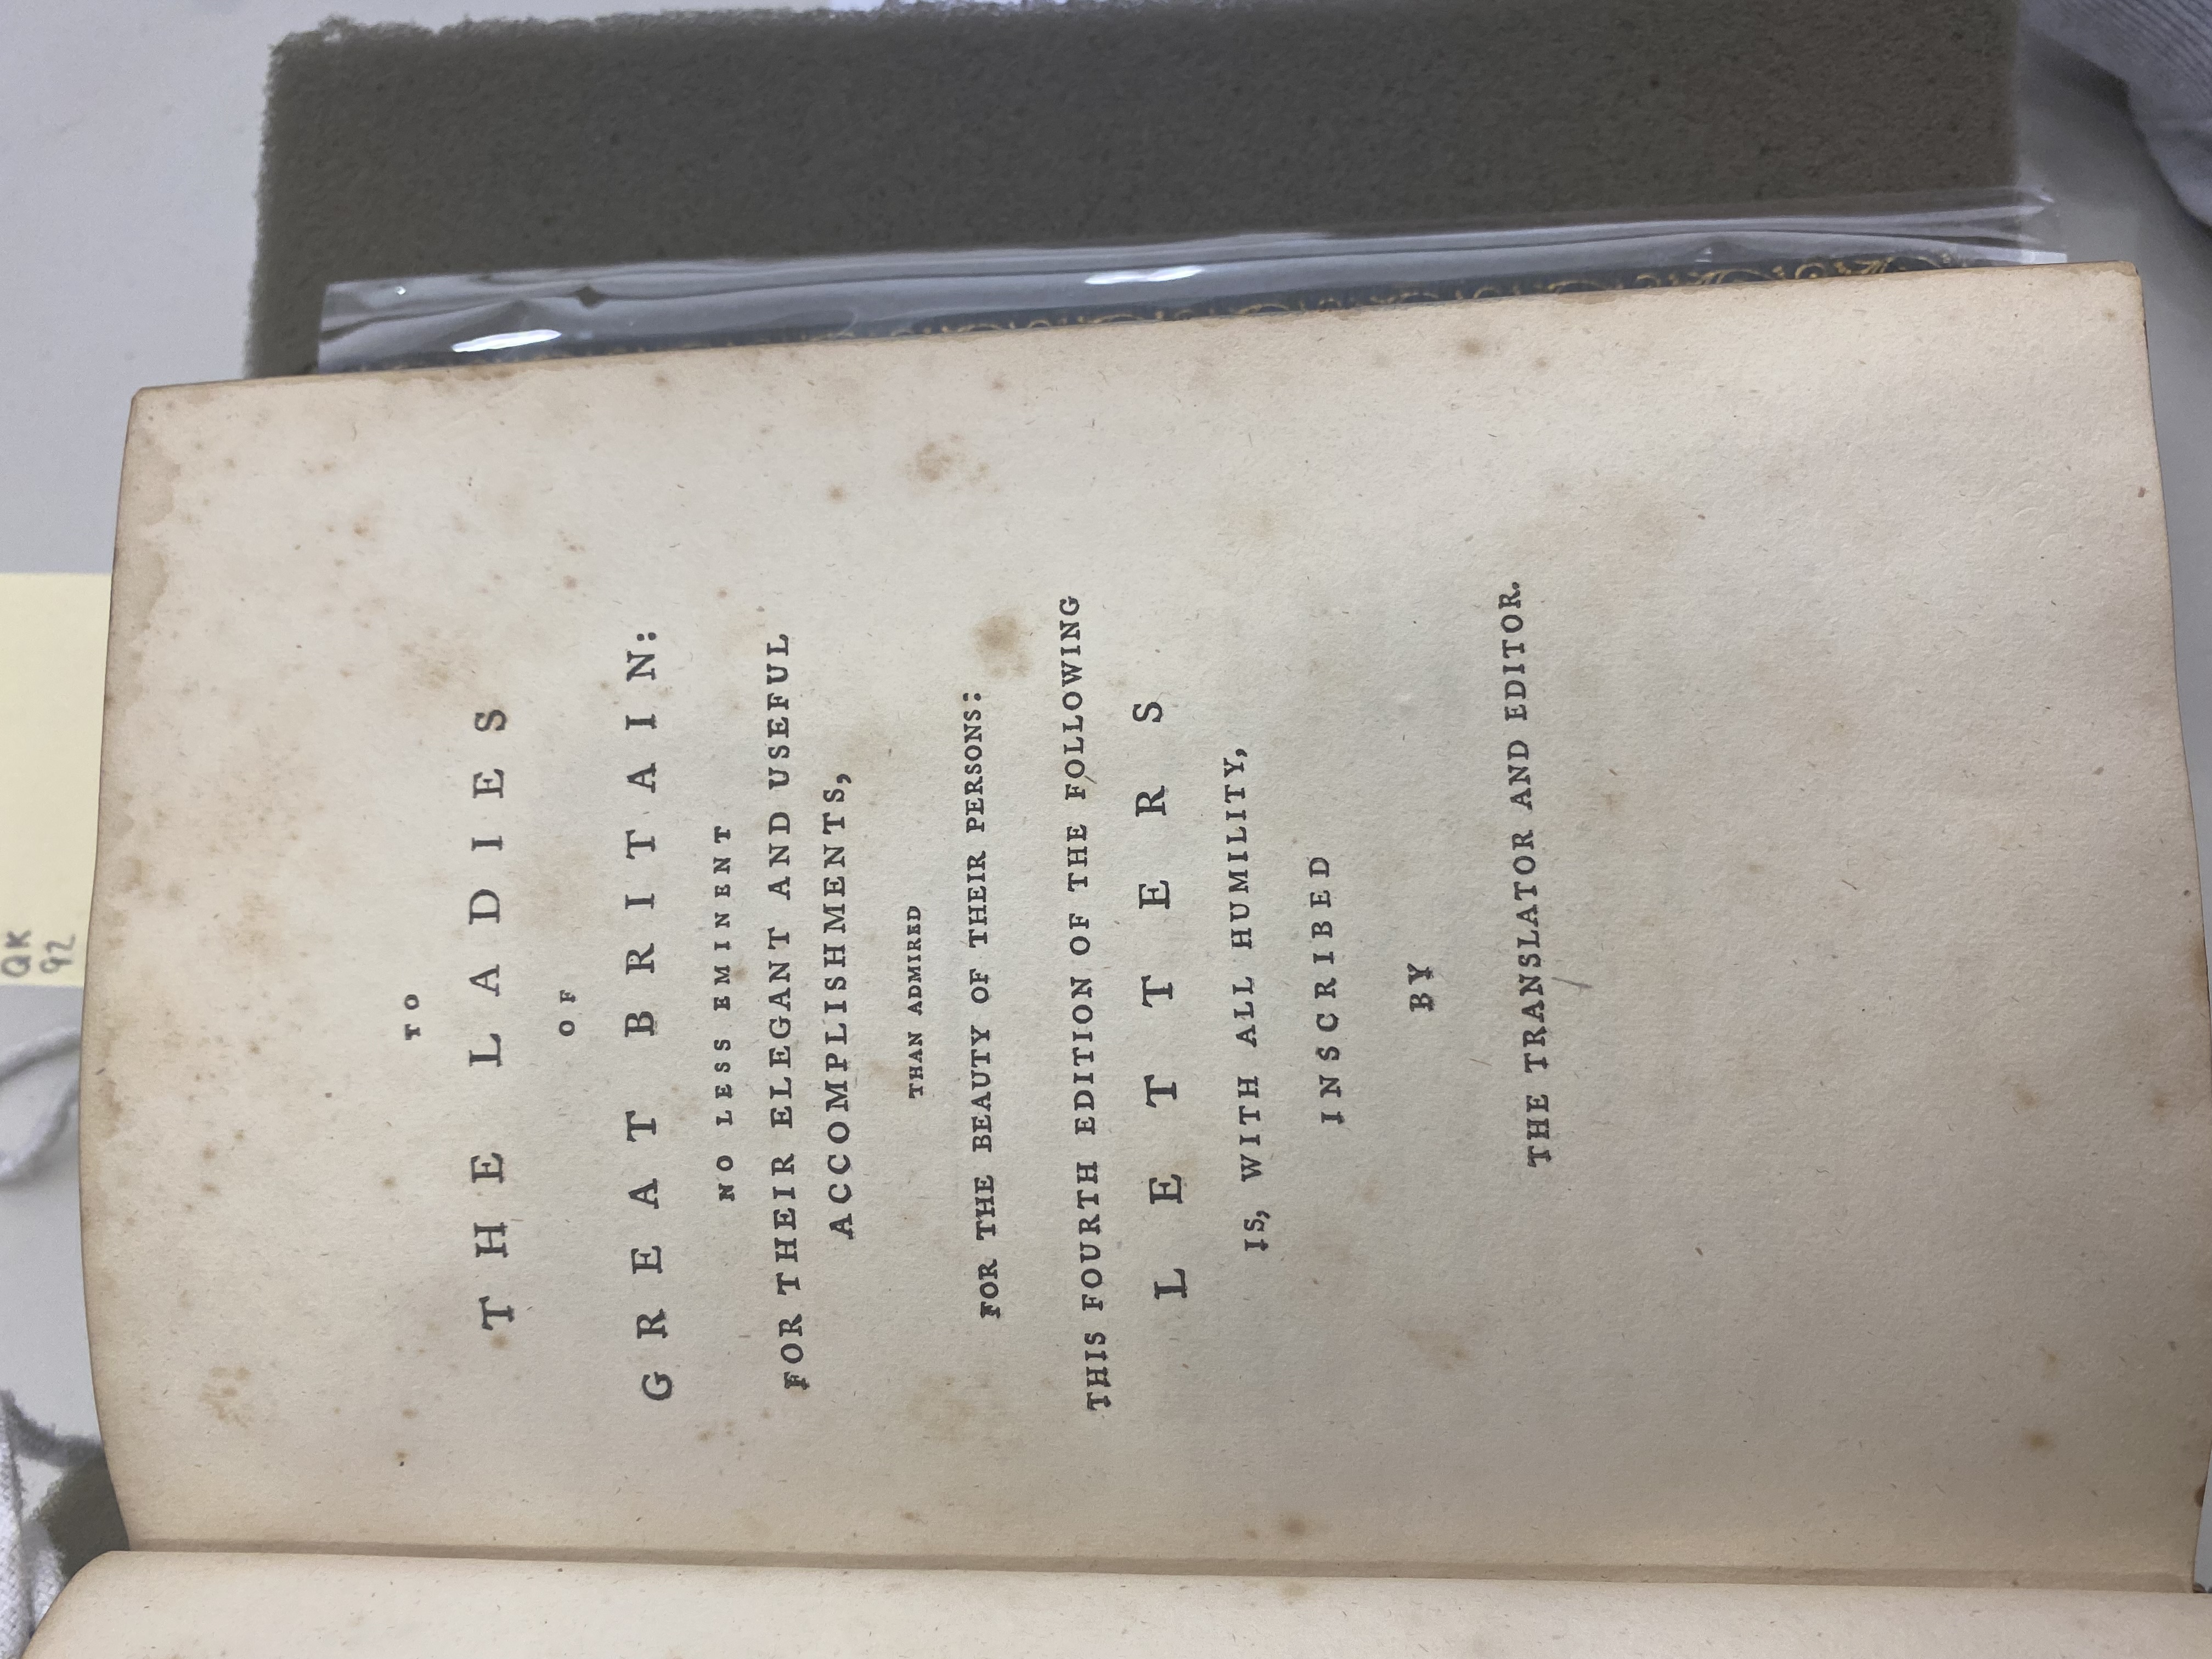 QK
92
TO
THE LADIES
OF
GREAT BRITAIN:
NO LESS EMINENT
FOR THEIR ELEGANT AND USEFUL
ACCOMPLISHMENTS,
THAN ADMIRED
FOR THE BEAUTY OF THEIR PERSONS:
THIS FOURTH EDITION OF THE FOLLOWING
LETTERS
IS, WITH ALL HUMILITY,
INSCRIBED
BY
THE TRANSLATOR AND EDITOR.